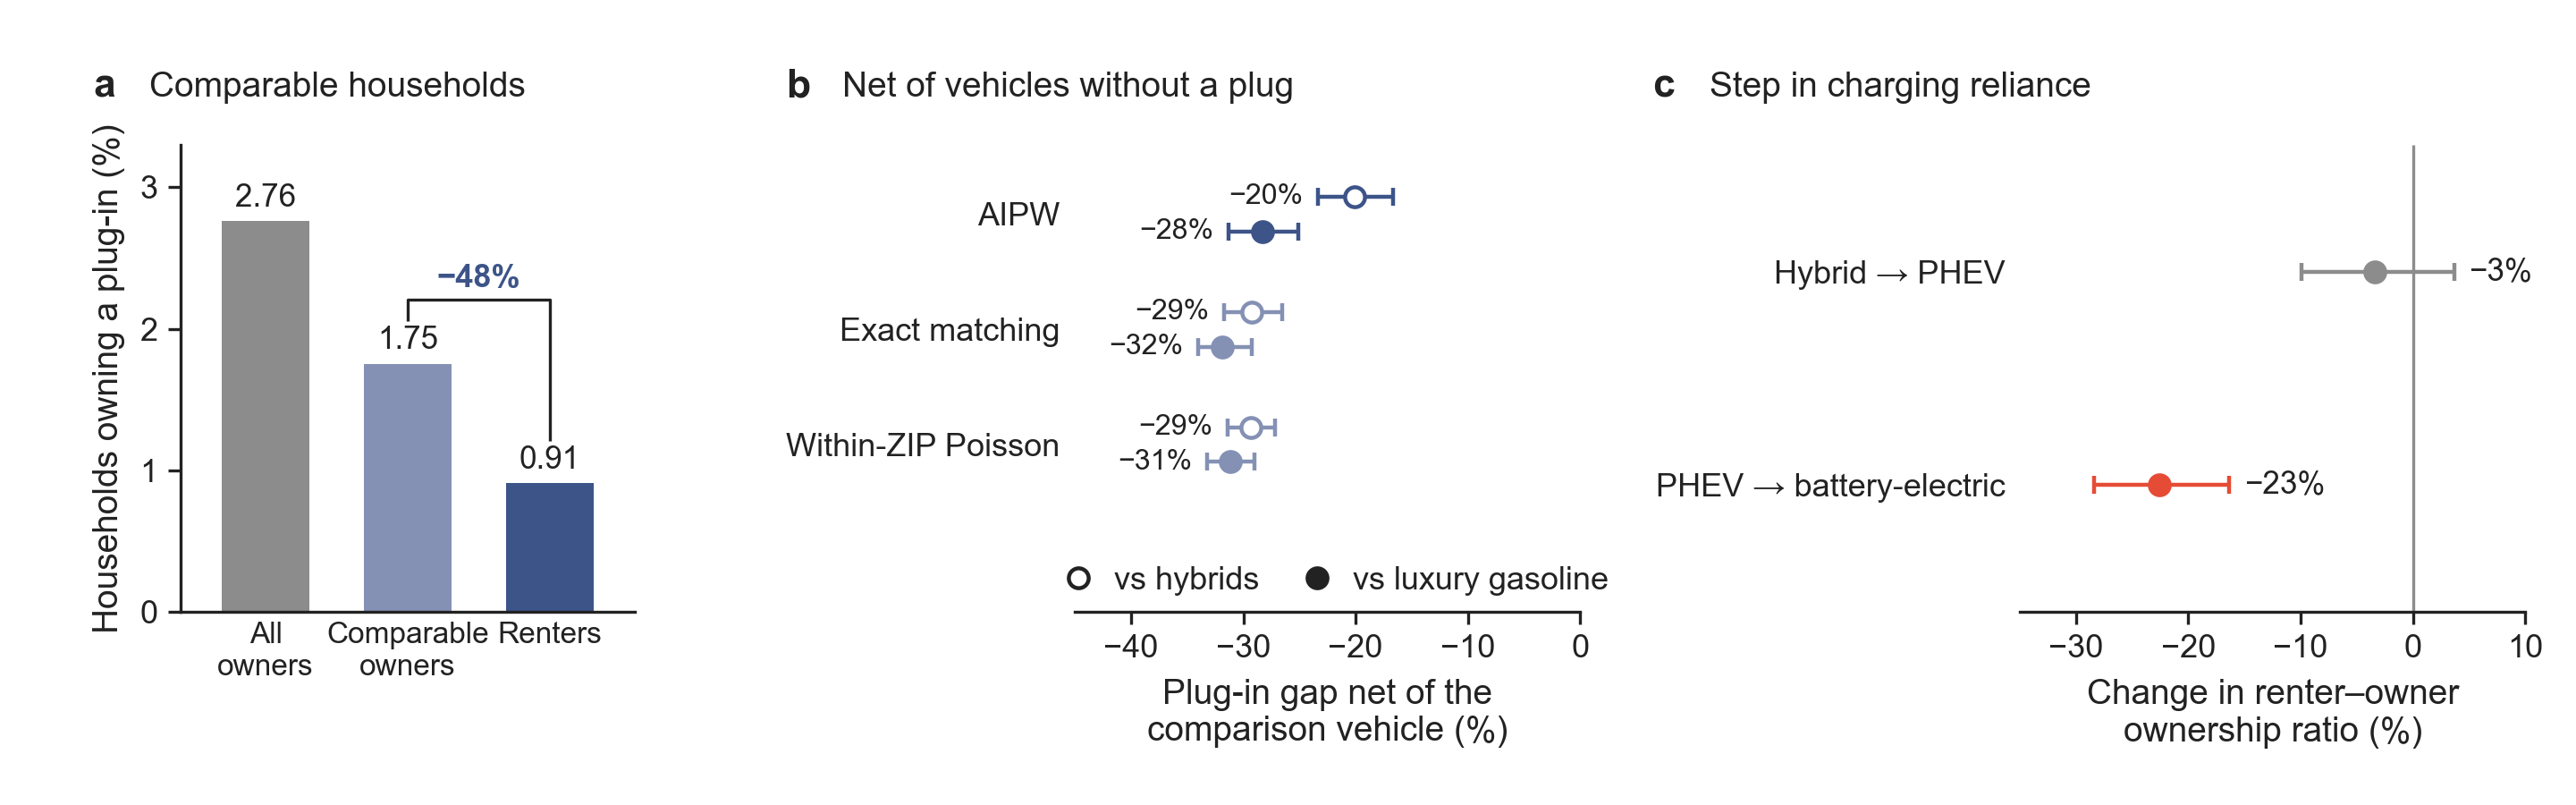 a Comparable households
Households owning a plug-in (%)
3
2
1
0
2.76
−48%
1.75
0.91
All
owners
Comparable
owners
Renters
b Net of vehicles without a plug
AIPW
−20%
−28%
Exact matching
−29%
−32%
Within-ZIP Poisson
−29%
−31%
vs hybrids
vs luxury gasoline
−40 −30 −20 −10 0
Plug-in gap net of the
comparison vehicle (%)
c Step in charging reliance
Hybrid → PHEV
−3%
PHEV → battery-electric
−23%
−30 −20 −10 0 10
Change in renter–owner
ownership ratio (%)